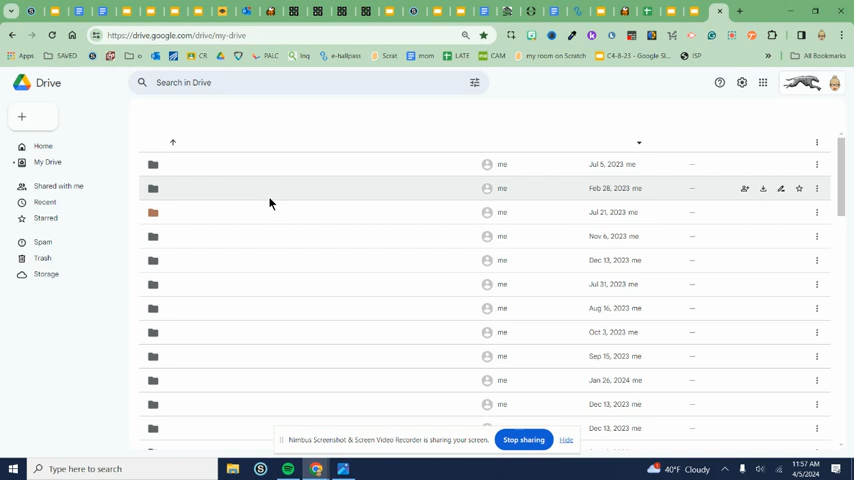 https://drive.google.com/drive/my-drive
Apps SAVED o CR PALC Inq e-hallpass Scrat mom LATE CAM my room on Scratch C4-8-23 - Google Sl... ISP » All Bookmarks
Drive
Search in Drive
Home
My Drive
Shared with me
Recent
Starred
Spam
Trash
Storage
me Jul 5, 2023 me —
me Feb 28, 2023 me —
me Jul 21, 2023 me —
me Nov 6, 2023 me —
me Dec 13, 2023 me —
me Jul 31, 2023 me —
me Aug 16, 2023 me —
me Oct 3, 2023 me —
me Sep 15, 2023 me —
me Jan 26, 2024 me —
me Dec 13, 2023 me —
me Dec 13, 2023 me —
Nimbus Screenshot & Screen Video Recorder is sharing your screen. Stop sharing Hide
Type here to search
40°F Cloudy
11:57 AM
4/5/2024